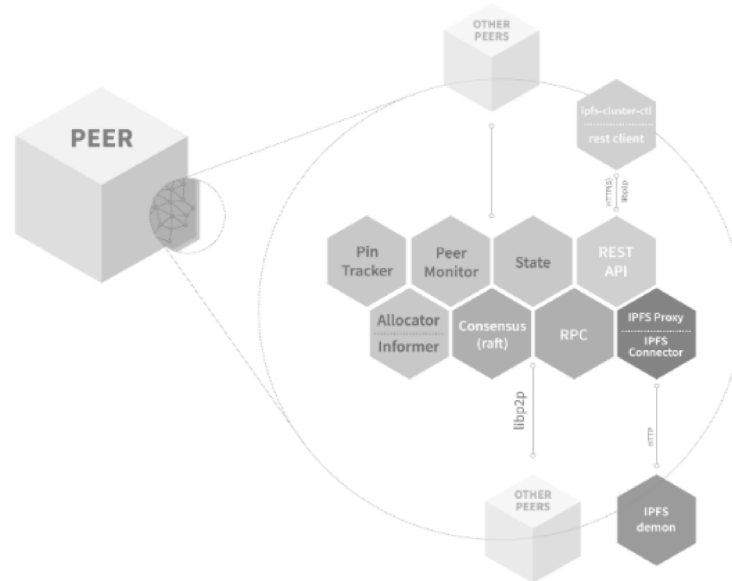 OTHER
PEERS
PEER
ipfs-cluster-ctl
rest client
HTTP(S)
libp2p
Pin
Tracker
Peer
Monitor
State
REST
API
Allocator
Informer
Consensus
(raft)
RPC
IPFS Proxy
IPFS
Connector
libp2p
HTTP
OTHER
PEERS
IPFS
demon